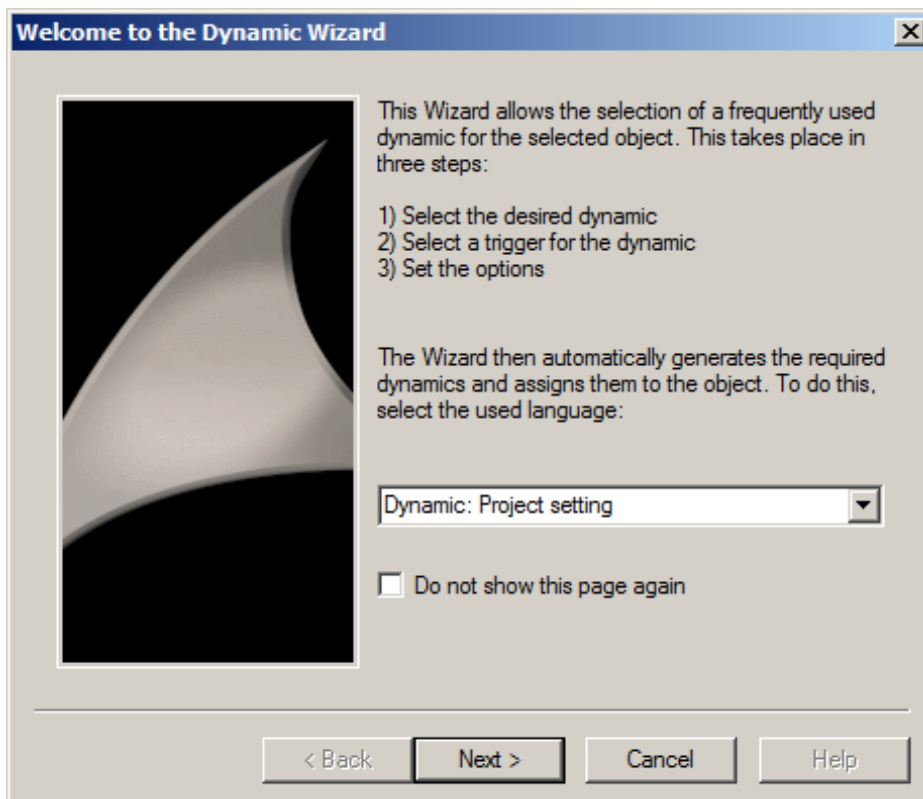 Welcome to the Dynamic Wizard
This Wizard allows the selection of a frequently used
dynamic for the selected object. This takes place in
three steps:
1) Select the desired dynamic
2) Select a trigger for the dynamic
3) Set the options
The Wizard then automatically generates the required
dynamics and assigns them to the object. To do this,
select the used language:
Dynamic: Project setting
Do not show this page again
< Back
Next >
Cancel
Help